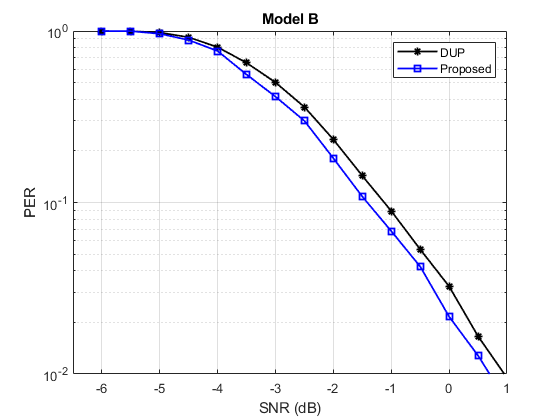 Model B
10^0
10^-1
10^-2
PER
-6 -5 -4 -3 -2 -1 0 1
SNR (dB)
DUP
Proposed